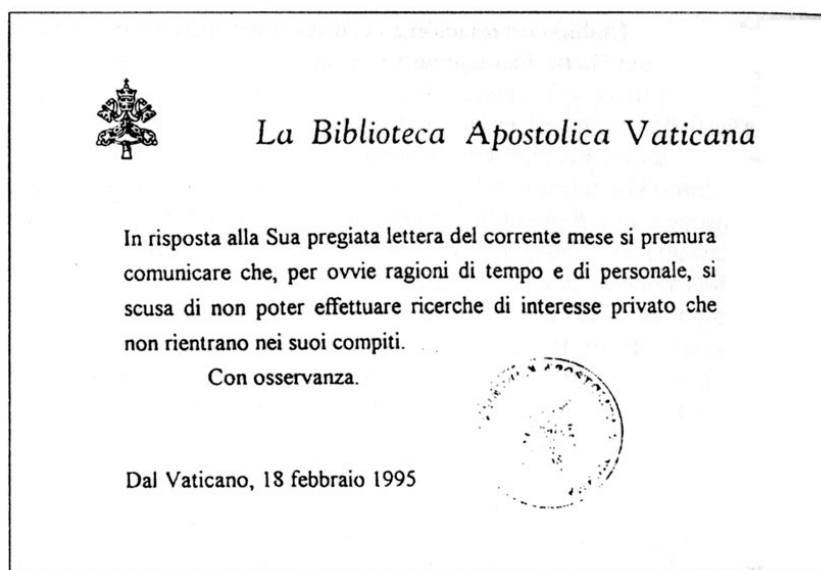 La Biblioteca Apostolica Vaticana
In risposta alla Sua pregiata lettera del corrente mese si premura
comunicare che, per ovvie ragioni di tempo e di personale, si
scusa di non poter effettuare ricerche di interesse privato che
non rientrano nei suoi compiti.
Con osservanza.
Dal Vaticano, 18 febbraio 1995